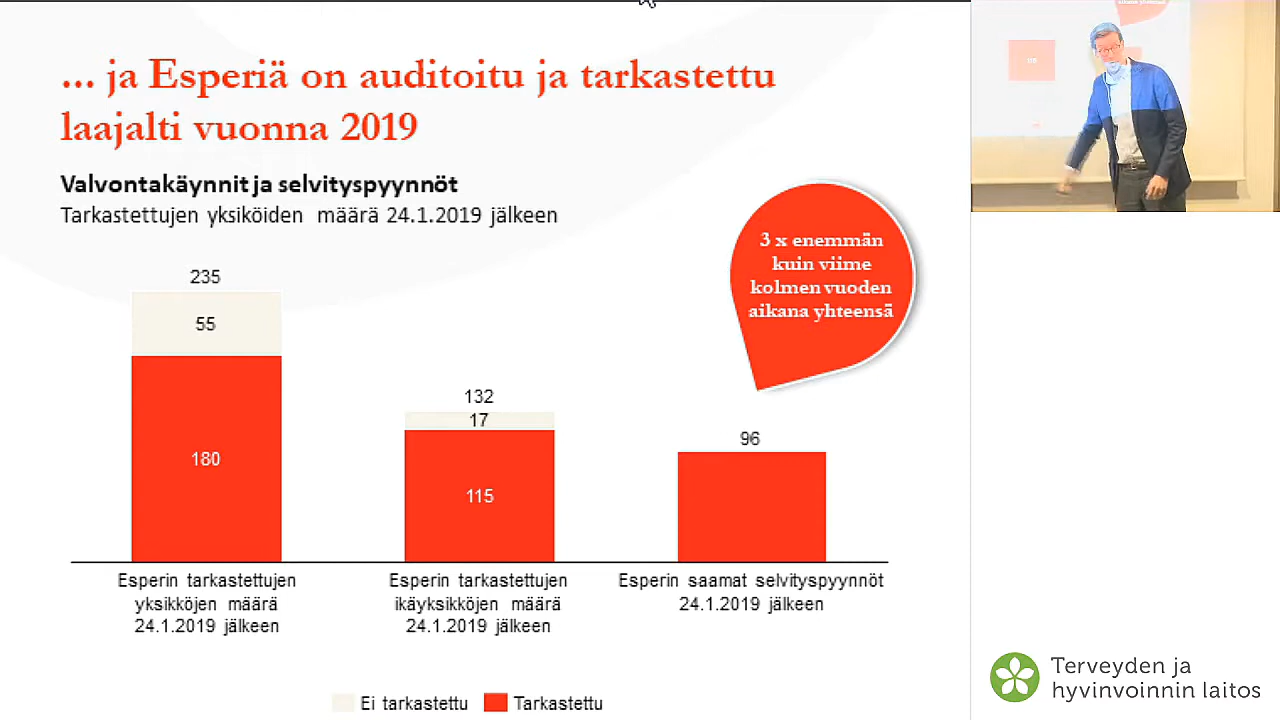 ... ja Esperiä on auditoitu ja tarkastettu
laajalti vuonna 2019
Valvontakäynnit ja selvityspyynnöt
Tarkastettujen yksiköiden määrä 24.1.2019 jälkeen
3 x enemmän
kuin viime
kolmen vuoden
aikana yhteensä
235
55
180
132
17
115
96
Esperin tarkastettujen
yksikköjen määrä
24.1.2019 jälkeen
Esperin tarkastettujen
ikäyksikköjen määrä
24.1.2019 jälkeen
Esperin saamat selvityspyynnöt
24.1.2019 jälkeen
Ei tarkastettu
Tarkastettu
Terveyden ja
hyvinvoinnin laitos